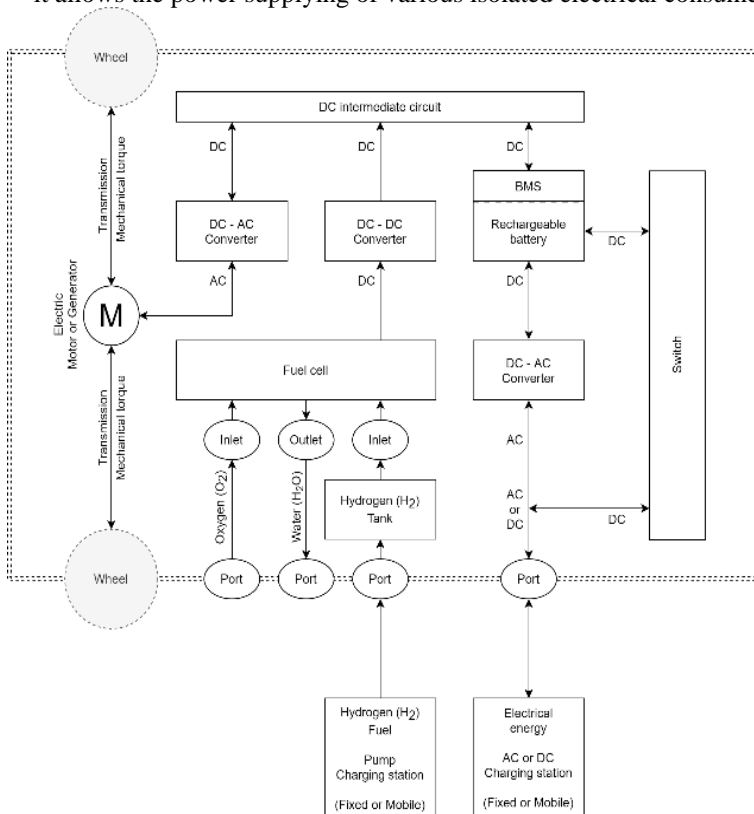 it allows the power supplying of various isolated electrical consume
Wheel
DC intermediate circuit
DC
DC
DC
Transmission
Mechanical torque
BMS
DC - AC
Converter
DC - DC
Converter
Rechargeable
battery
DC
AC
DC
DC
Electric
Motor or Generator
M
Switch
Fuel cell
DC - AC
Converter
Transmission
Mechanical torque
Inlet
Outlet
Inlet
AC
Oxygen (O2)
Water (H2O)
Hydrogen (H2)
Tank
AC
or
DC
DC
Wheel
Port
Port
Port
Port
Hydrogen (H2)
Fuel
Pump
Charging station
(Fixed or Mobile)
Electrical
energy
AC or DC
Charging station
(Fixed or Mobile)